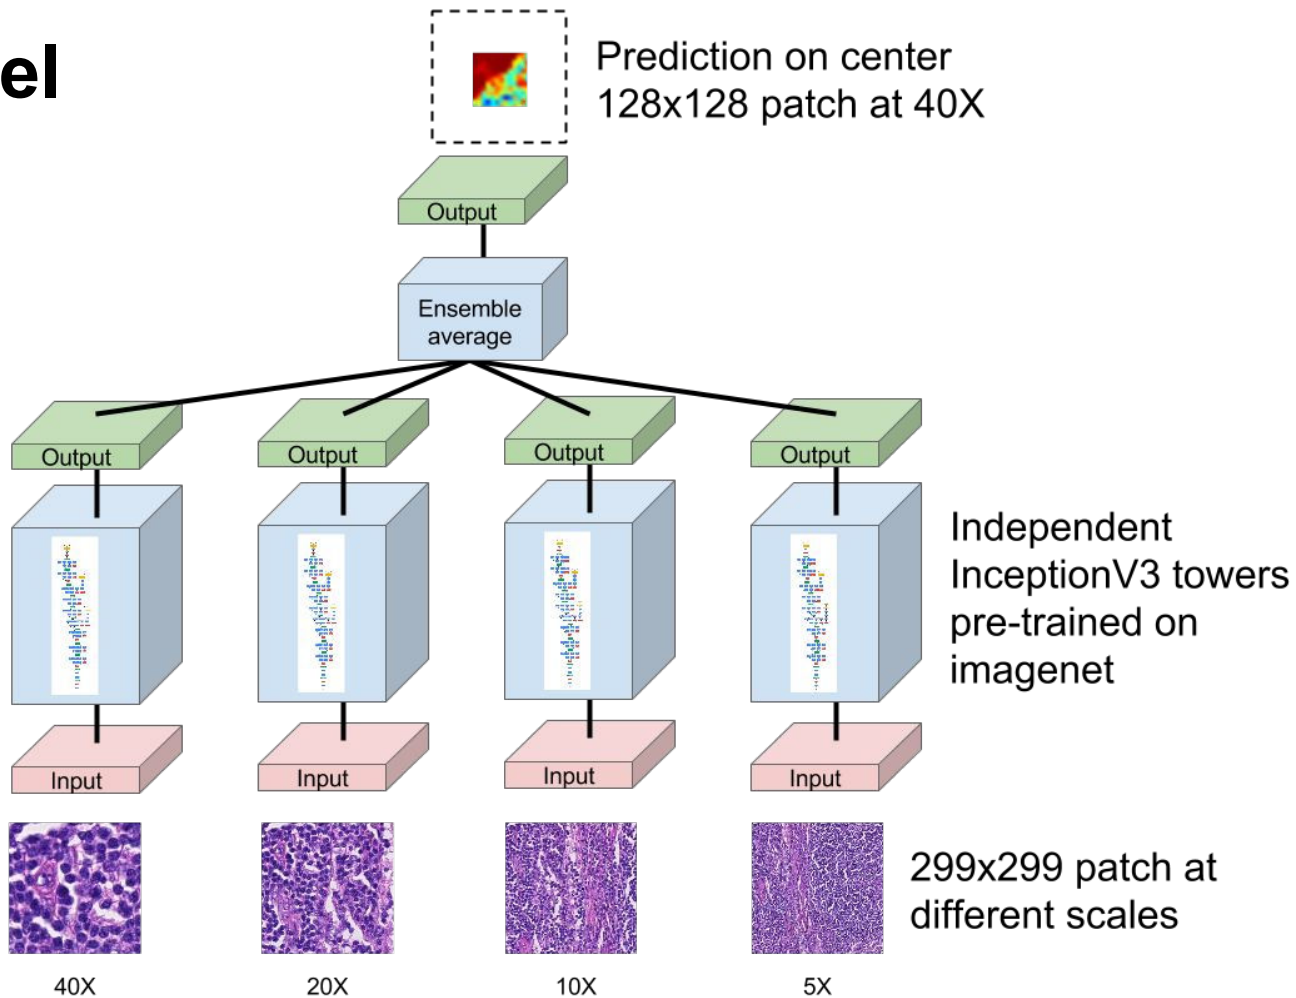 el
Prediction on center
128x128 patch at 40X
Output
Ensemble
average
Output
Output
Output
Output
Independent
InceptionV3 towers
pre-trained on
imagenet
Input
Input
Input
Input
299x299 patch at
different scales
40X
20X
10X
5X